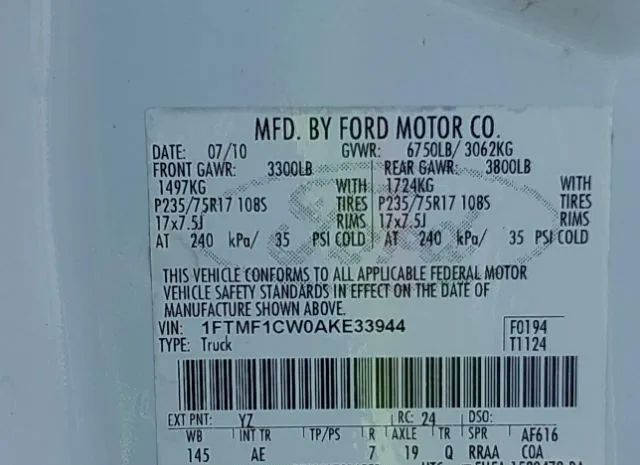 MFD. BY FORD MOTOR CO.
DATE: 07/10 GVWR: 6750LB/ 3062KG
FRONT GAWR: 3300LB REAR GAWR: 3800LB
1497KG WITH 1724KG WITH
P235/75R17 108S TIRES P235/75R17 108S TIRES
17x7.5J RIMS 17x7.5J RIMS
AT 240 kPa/ 35 PSI COLD AT 240 kPa/ 35 PSI COLD
THIS VEHICLE CONFORMS TO ALL APPLICABLE FEDERAL MOTOR
VEHICLE SAFETY STANDARDS IN EFFECT ON THE DATE OF
MANUFACTURE SHOWN ABOVE.
VIN: 1FTMF1CW0AKE33944 F0194
TYPE: Truck T1124
EXT PNT: YZ RC: 24 DSO:
WB INT TR TP/PS R AXLE TR SPR AF616
145 AE 7 19 Q RRAA COA